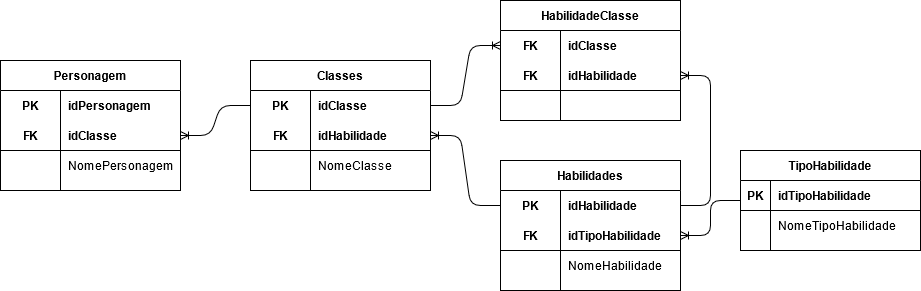 Personagem
PK idPersonagem
FK idClasse
NomePersonagem
Classes
PK idClasse
FK idHabilidade
NomeClasse
HabilidadeClasse
FK idClasse
FK idHabilidade
Habilidades
PK idHabilidade
FK idTipoHabilidade
NomeHabilidade
TipoHabilidade
PK idTipoHabilidade
NomeTipoHabilidade